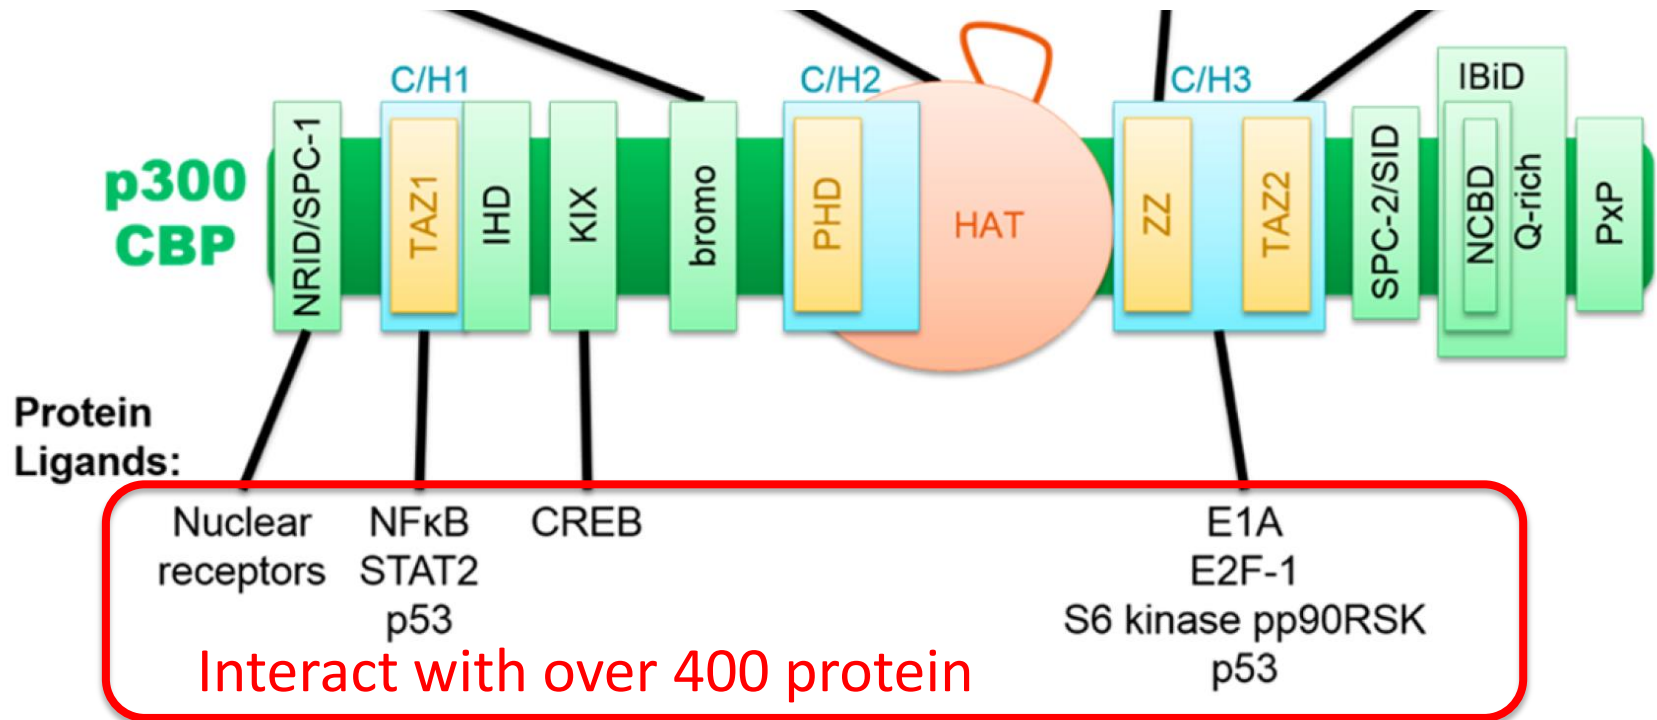 C/H1
C/H2
C/H3
IBiD
p300
CBP
NRID/SPC-1
TAZ1
IHD
KIX
bromo
PHD
HAT
ZZ
TAZ2
SPC-2/SID
NCBD
Q-rich
PxP
Protein
Ligands:
Nuclear
receptors
NFκB
STAT2
p53
CREB
E1A
E2F-1
S6 kinase pp90RSK
p53
Interact with over 400 protein